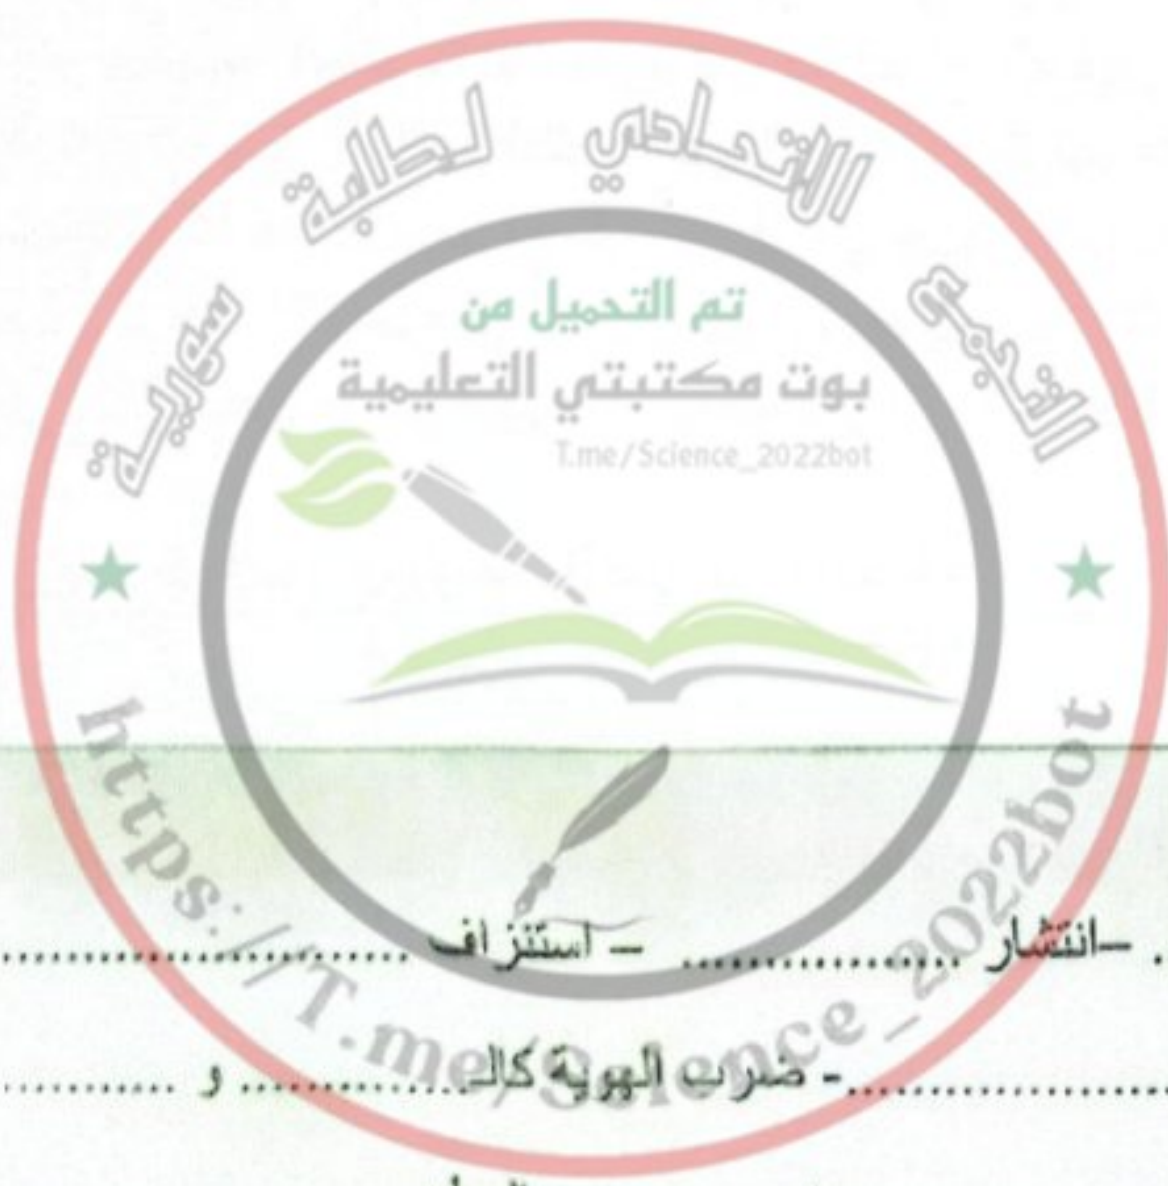 التجمع الاتحادي لطالبة سورية
تم التحميل من
بوت مكتبتي التعليمية
T.me/Science_2022bot
https://T.me/Science_2022bot
. –انتشار .................. – استنزاف ........................
........................- ضرب الهوية كالـ.............. و ............